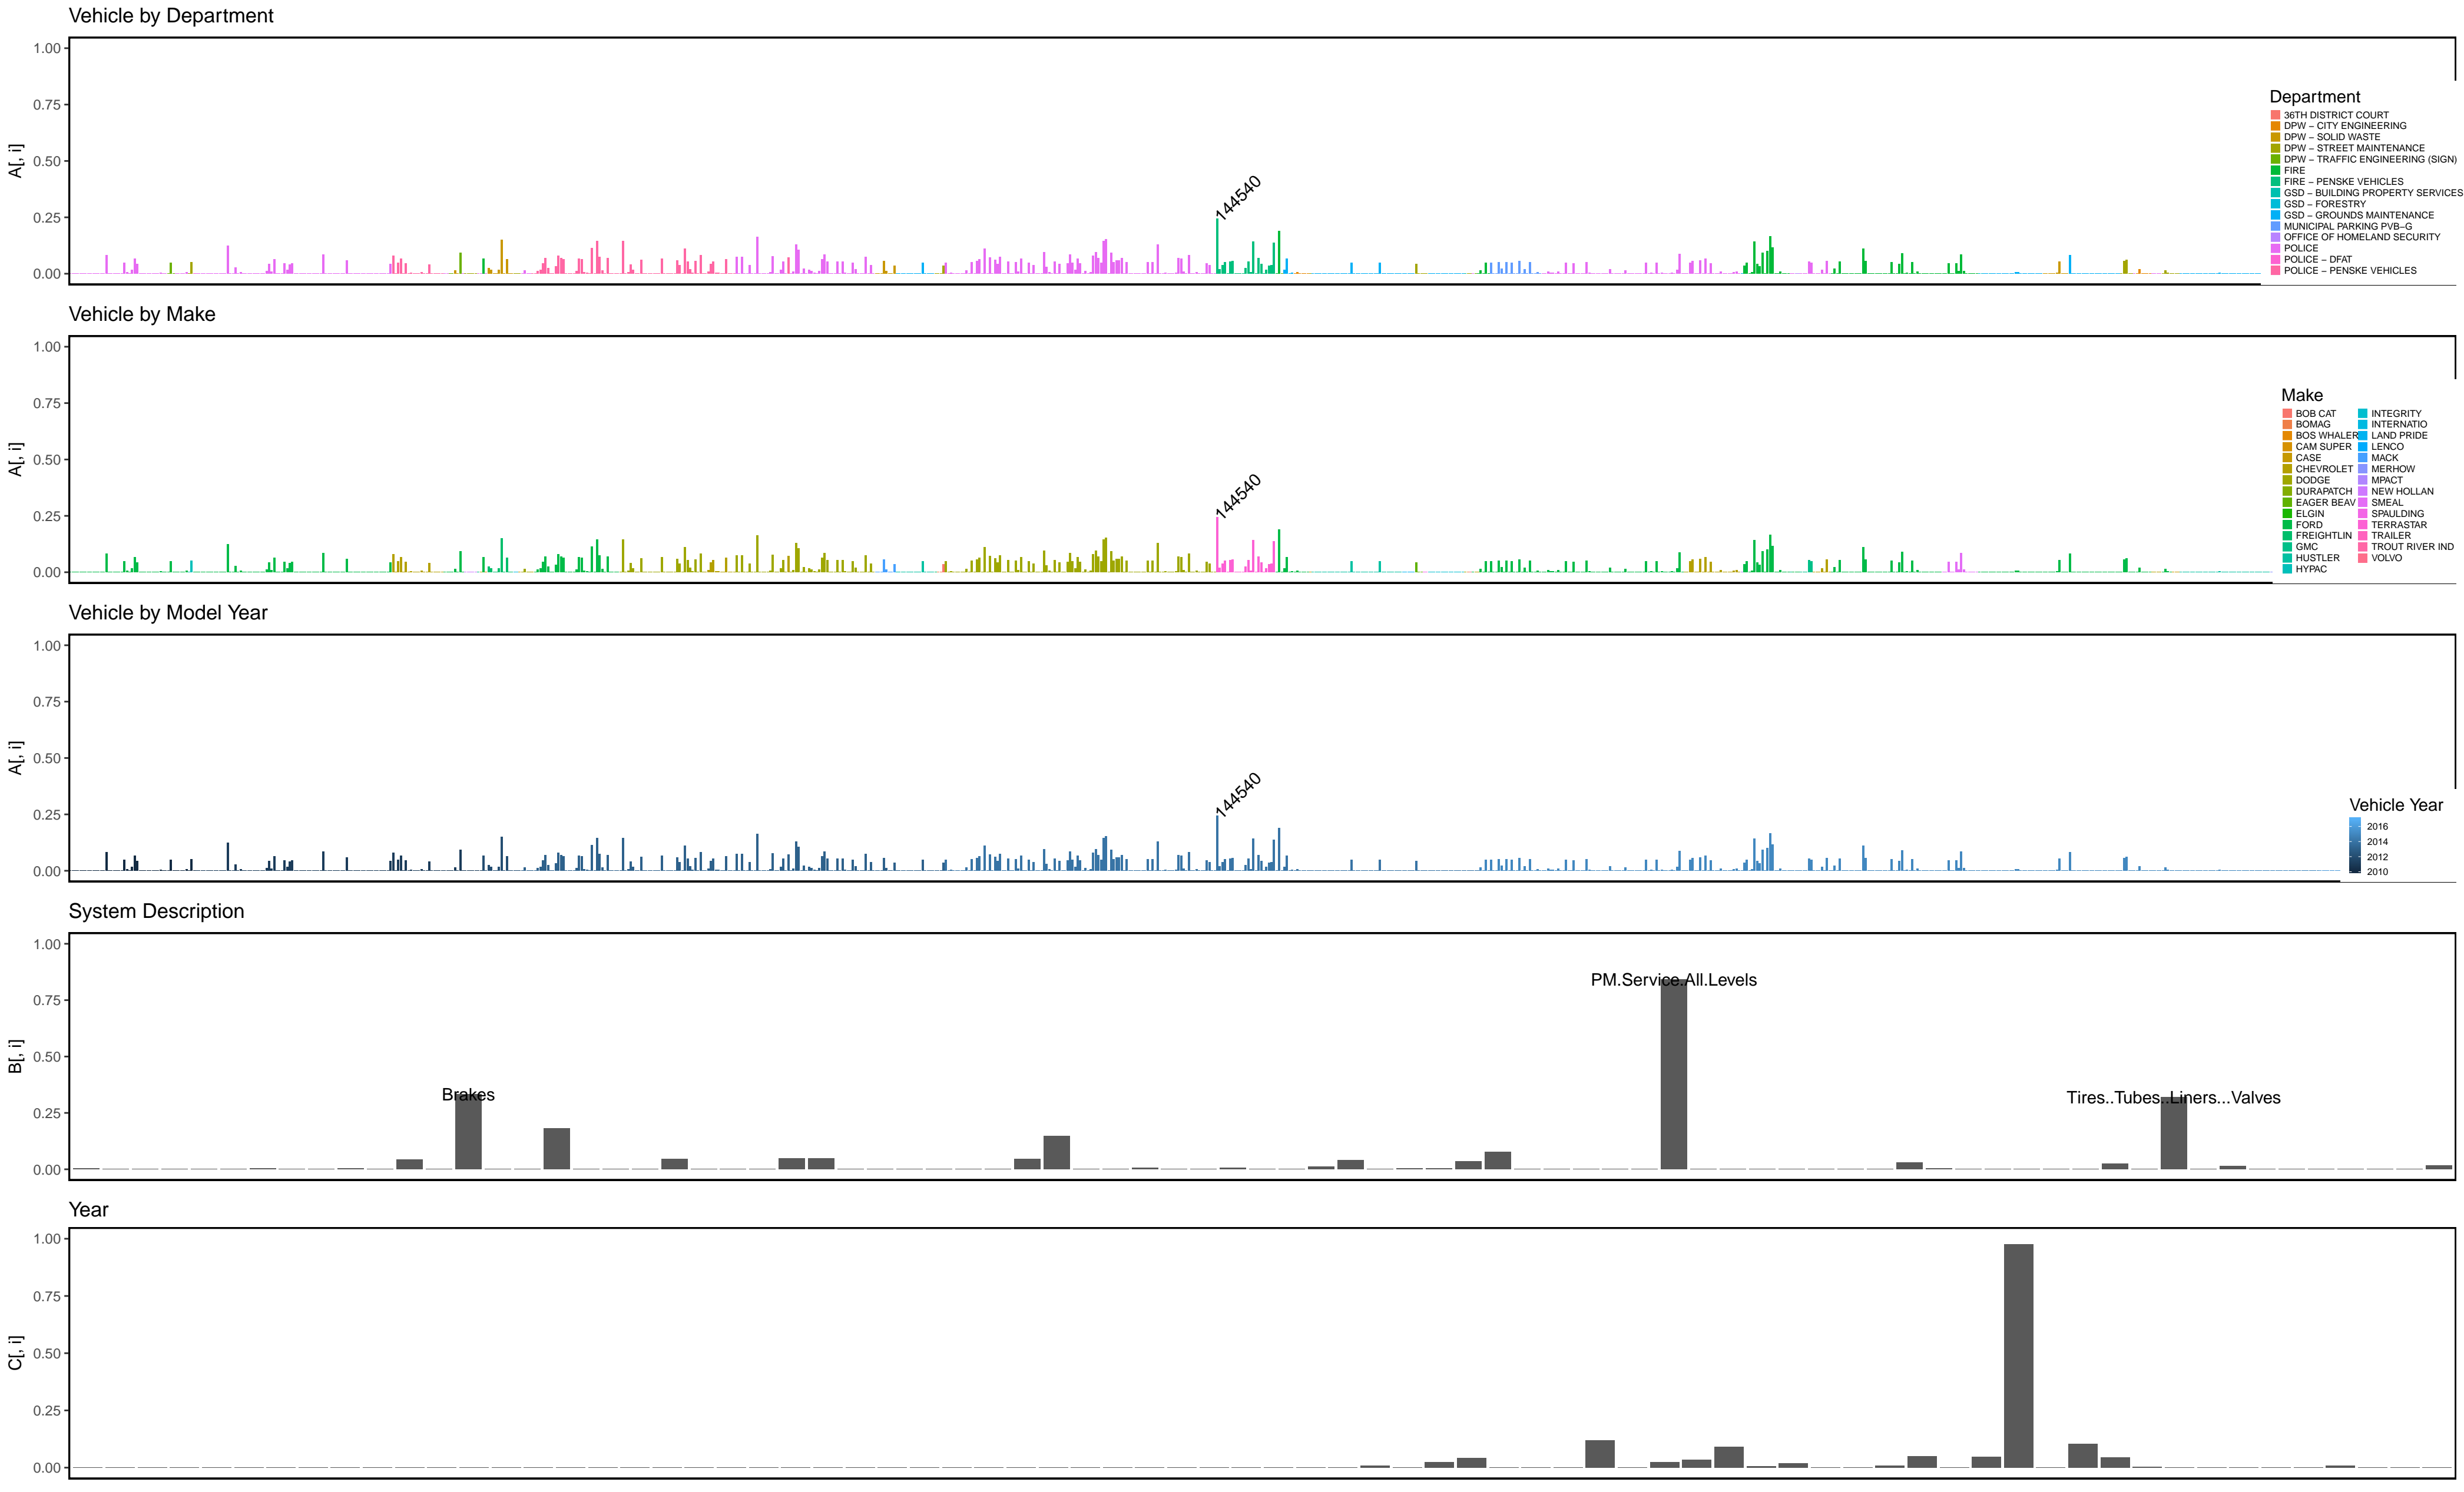 Vehicle by Department
1.00
0.75
0.50
0.25
0.00
A[, i]
144540
Department
36TH DISTRICT COURT
DPW – CITY ENGINEERING
DPW – SOLID WASTE
DPW – STREET MAINTENANCE
DPW – TRAFFIC ENGINEERING (SIGN)
FIRE
FIRE – PENSKE VEHICLES
GSD – BUILDING PROPERTY SERVICES
GSD – FORESTRY
GSD – GROUNDS MAINTENANCE
MUNICIPAL PARKING PVB–G
OFFICE OF HOMELAND SECURITY
POLICE
POLICE – DFAT
POLICE – PENSKE VEHICLES
Vehicle by Make
1.00
0.75
0.50
0.25
0.00
A[, i]
144540
Make
BOB CAT INTEGRITY
BOMAG INTERNATIO
BOS WHALER LAND PRIDE
CAM SUPER LENCO
CASE MACK
CHEVROLET MERHOW
DODGE MPACT
DURAPATCH NEW HOLLAN
EAGER BEAV SMEAL
ELGIN SPAULDING
FORD TERRASTAR
FREIGHTLIN TRAILER
GMC TROUT RIVER IND
HUSTLER VOLVO
HYPAC
Vehicle by Model Year
1.00
0.75
0.50
0.25
0.00
A[, i]
144540
Vehicle Year
2016
2014
2012
2010
System Description
1.00
0.75
0.50
0.25
0.00
B[, i]
PM.Service.All.Levels
Brakes
Tires..Tubes..Liners...Valves
Year
1.00
0.75
0.50
0.25
0.00
C[, i]